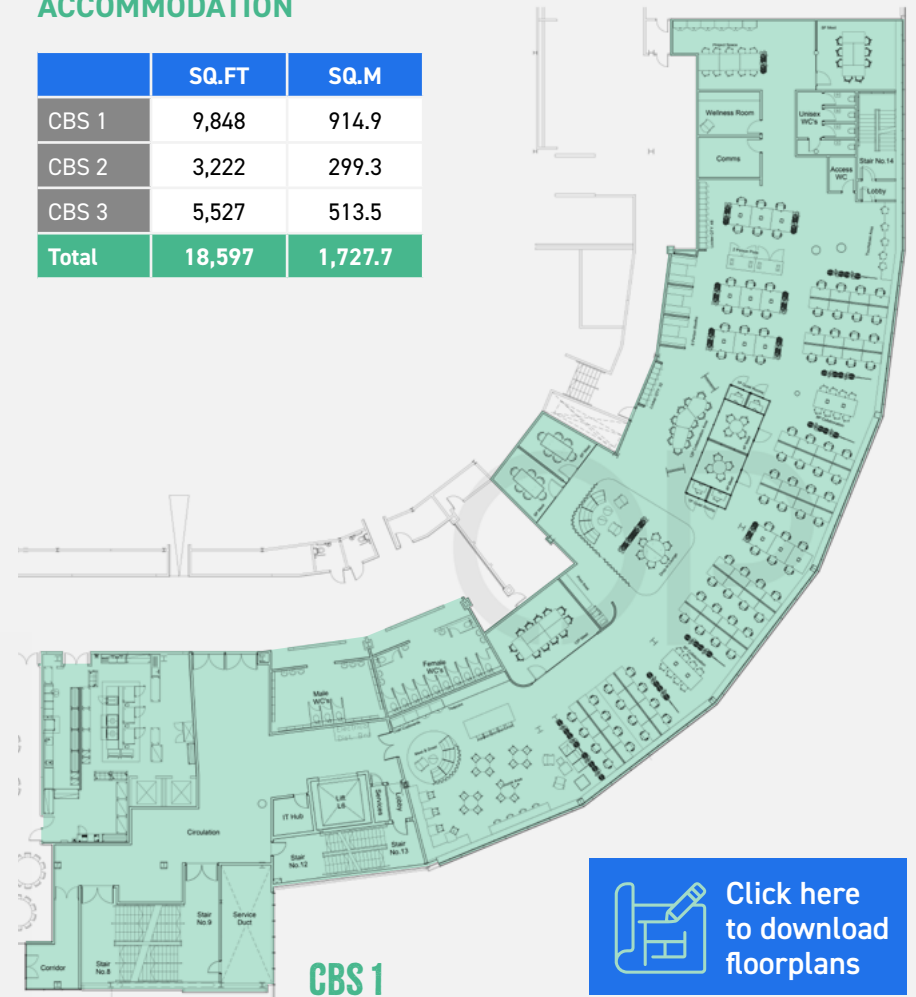 ACCOMMODATION
SQ.FT SQ.M
CBS 1 9,848 914.9
CBS 2 3,222 299.3
CBS 3 5,527 513.5
Total 18,597 1,727.7
Wellness Room
Comms
Unisex
WC's
Stair No.14
Access
WC
Lobby
Male
WC's
Female
WC's
IT Hub
Lift
L6
Services
Lobby
Stair
No.12
Stair
No.13
Circulation
Stair
No.9
Service
Duct
Corridor
Stair
No.8
CBS 1
Click here
to download
floorplans